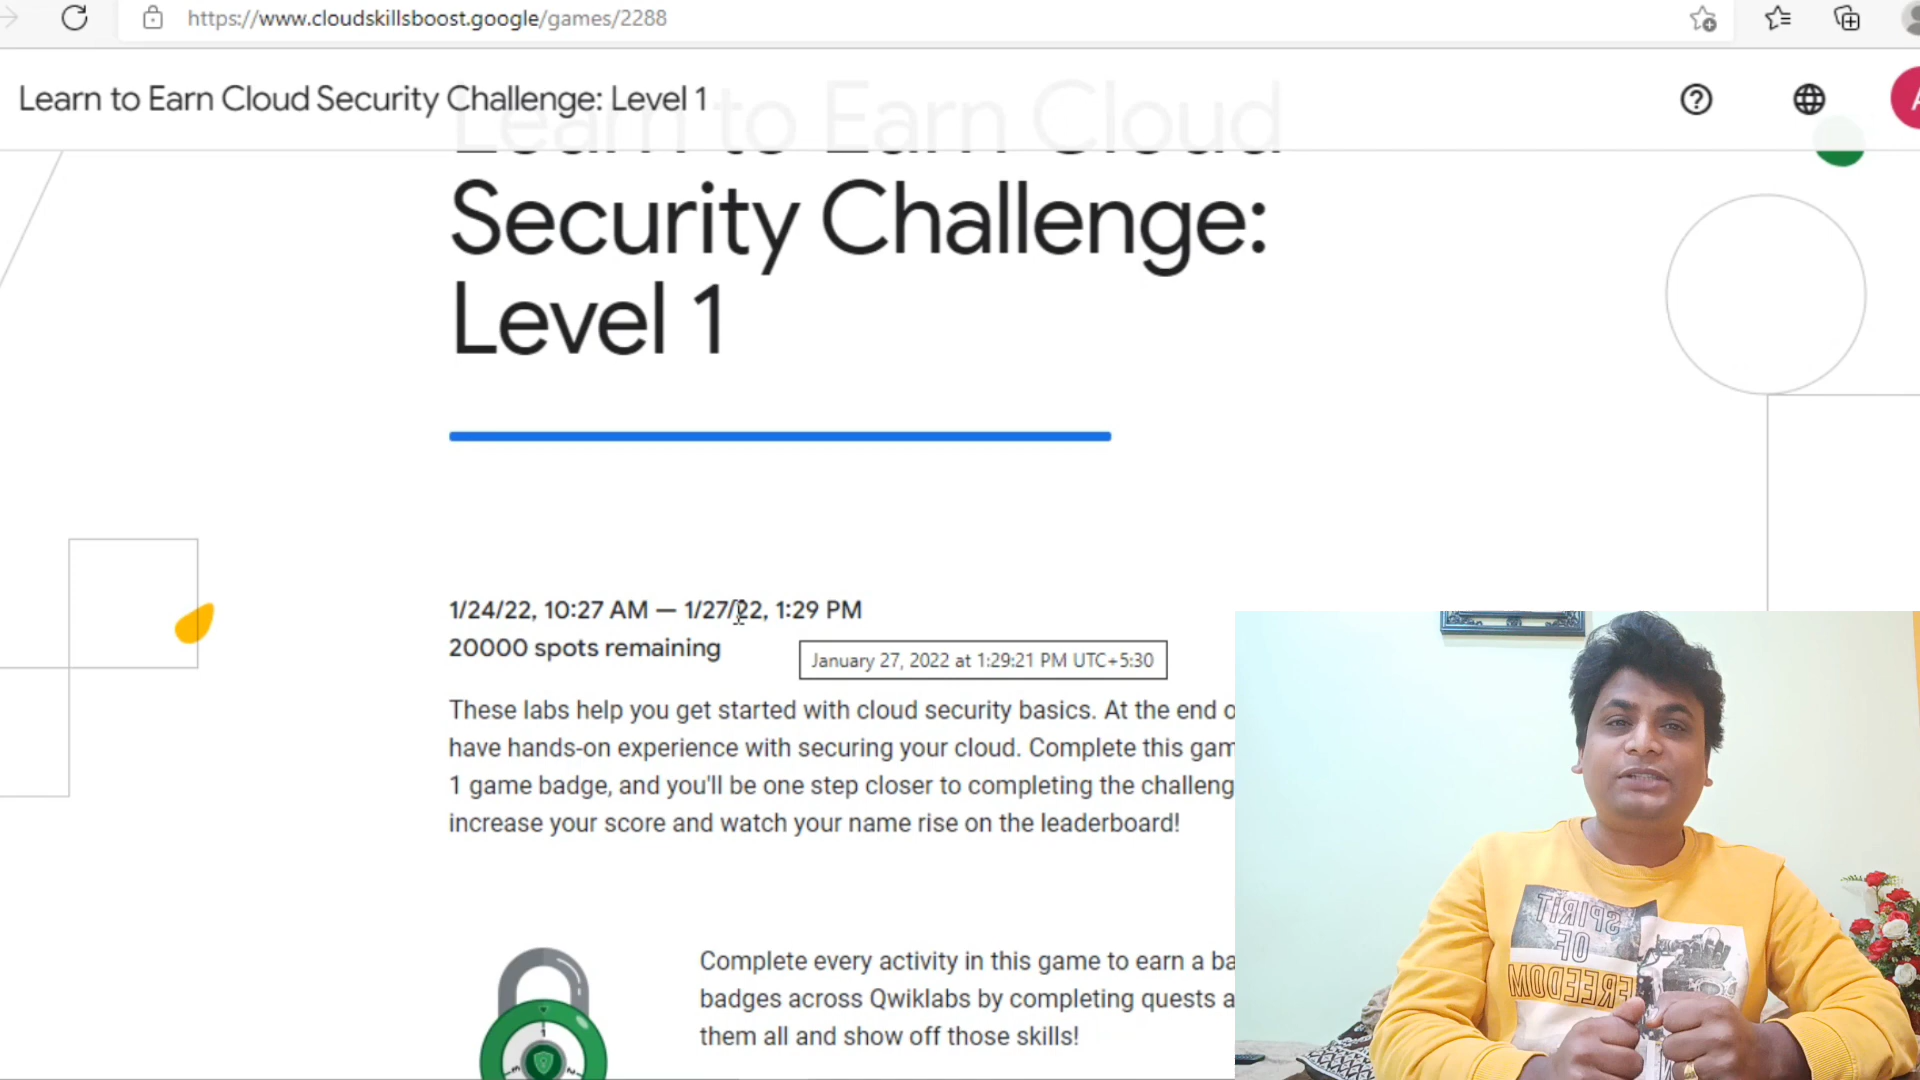 https://www.cloudskillsboost.google/games/2288
Learn to Earn Cloud Security Challenge: Level 1
Learn to Earn Cloud
Security Challenge:
Level 1
1/24/22, 10:27 AM — 1/27/22, 1:29 PM
20000 spots remaining
January 27, 2022 at 1:29:21 PM UTC+5:30
These labs help you get started with cloud security basics. At the end o
have hands-on experience with securing your cloud. Complete this gam
1 game badge, and you'll be one step closer to completing the challeng
increase your score and watch your name rise on the leaderboard!
Complete every activity in this game to earn a ba
badges across Qwiklabs by completing quests a
them all and show off those skills!
1
SPIRIT
OF
FREEDOM